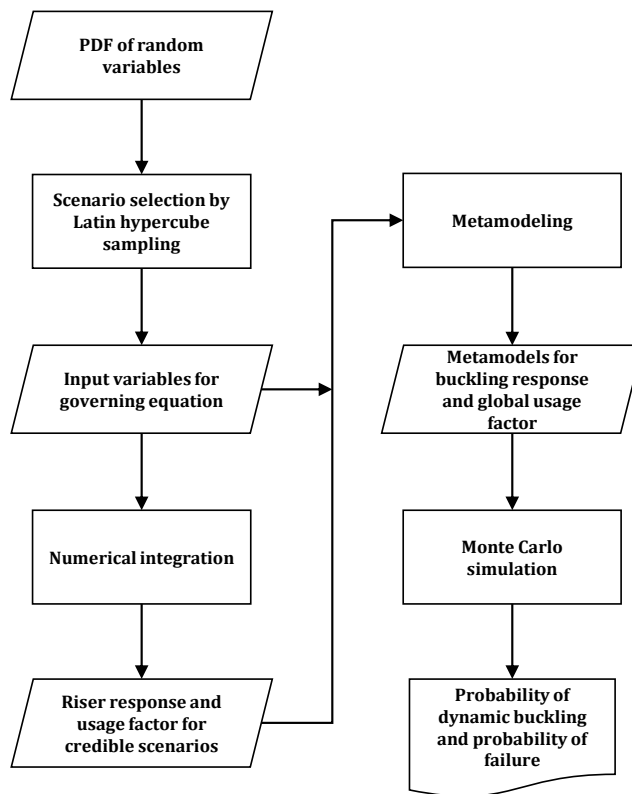 PDF of random
variables
Scenario selection by
Latin hypercube
sampling
Input variables for
governing equation
Numerical integration
Riser response and
usage factor for
credible scenarios
Metamodeling
Metamodels for
buckling response
and global usage
factor
Monte Carlo
simulation
Probability of
dynamic buckling
and probability of
failure